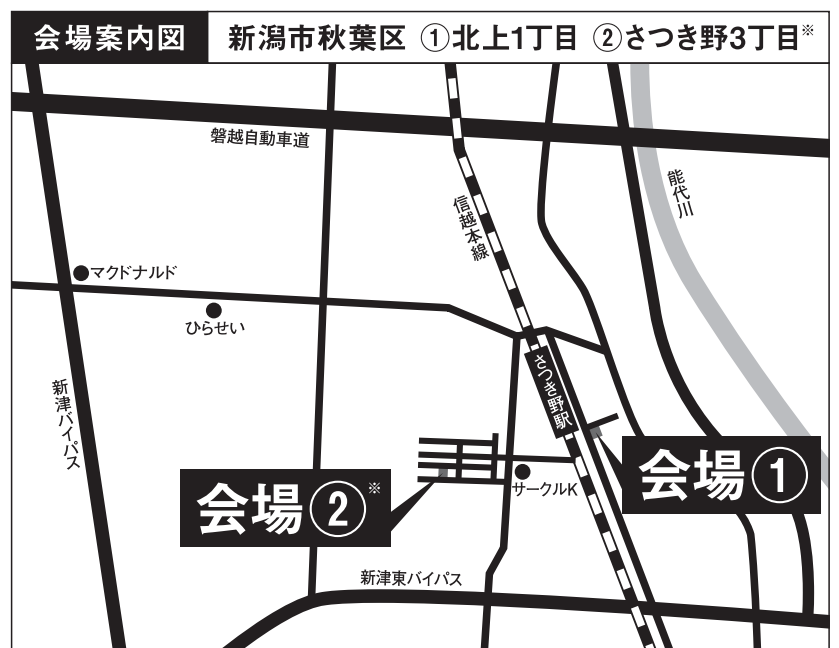 会場案内図
新潟市秋葉区 ①北上1丁目 ②さつき野3丁目※
磐越自動車道
能代川
信越本線
マクドナルド
ひらせい
さつき野駅
新津バイパス
会場①
会場②※
サークルK
新津東バイパス